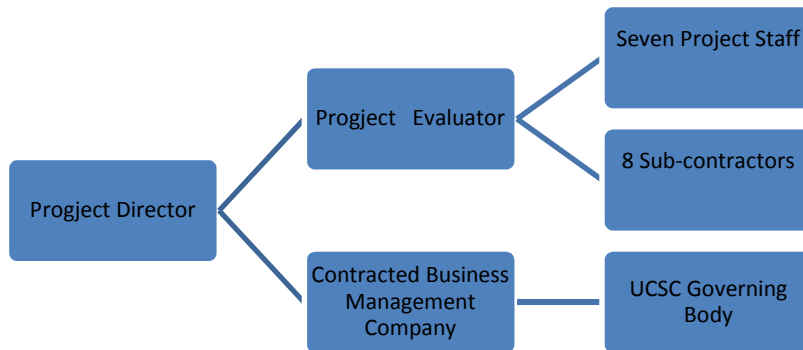 Progject Director
Progject Evaluator
Contracted Business
Management
Company
Seven Project Staff
8 Sub-contractors
UCSC Governing
Body